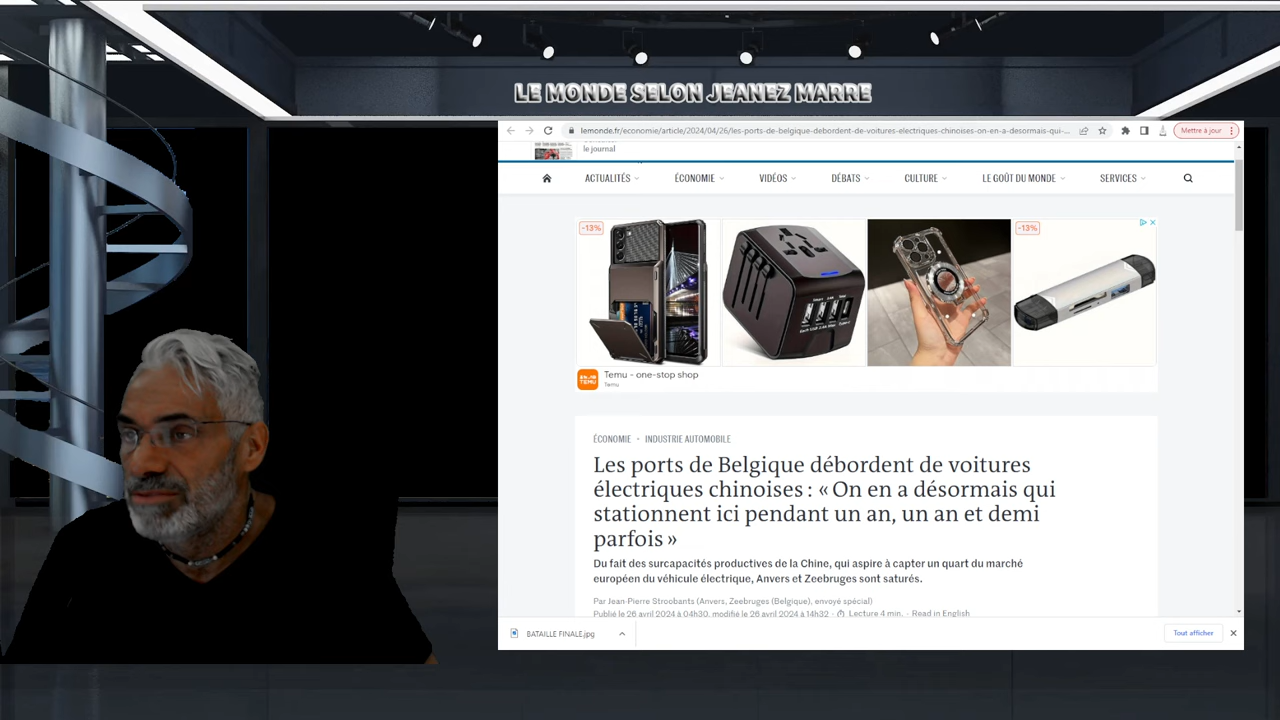 LE MONDE SELON JEANEZ MARRE
lemonde.fr/economie/article/2024/04/26/les-ports-de-belgique-debordent-de-voitures-electriques-chinoises-on-en-a-desormais-qui-...
Mettre à jour
le journal
ACTUALITÉS
ÉCONOMIE
VIDÉOS
DÉBATS
CULTURE
LE GOÛT DU MONDE
SERVICES
-13%
-13%
Temu - one-stop shop
Temu
ÉCONOMIE • INDUSTRIE AUTOMOBILE
Les ports de Belgique débordent de voitures
électriques chinoises : « On en a désormais qui
stationnent ici pendant un an, un an et demi
parfois »
Du fait des surcapacités productives de la Chine, qui aspire à capter un quart du marché
européen du véhicule électrique, Anvers et Zeebruges sont saturés.
Par Jean-Pierre Stroobants (Anvers, Zeebruges (Belgique), envoyé spécial)
Publié le 26 avril 2024 à 04h30, modifié le 26 avril 2024 à 14h32 • Lecture 4 min. • Read in English
BATAILLE FINALE.jpg
Tout afficher